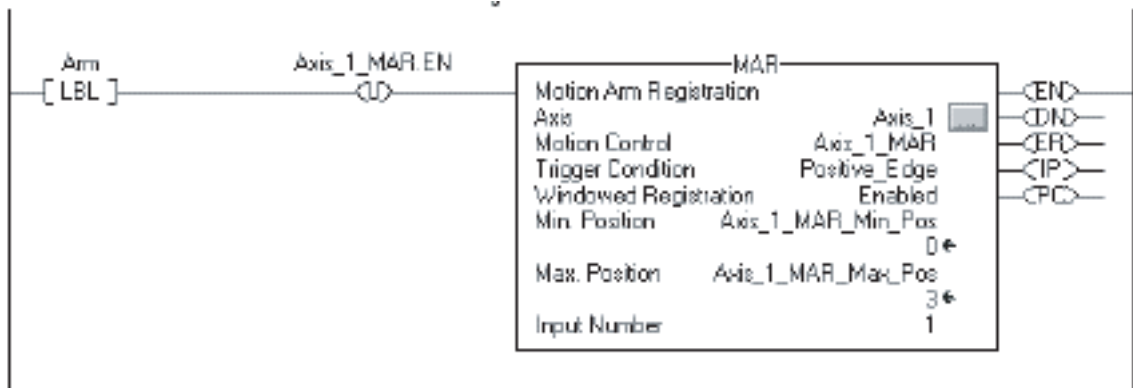 Arm
LBL
Axis_1_MAR.EN
U
MAR
Motion Arm Registration
Axis Axis_1 ...
Motion Control Axis_1_MAR
Trigger Condition Positive_Edge
Windowed Registration Enabled
Min. Position Axis_1_MAR_Min_Pos
0
Max. Position Axis_1_MAR_Max_Pos
3
Input Number 1
EN
DN
ER
IP
PC